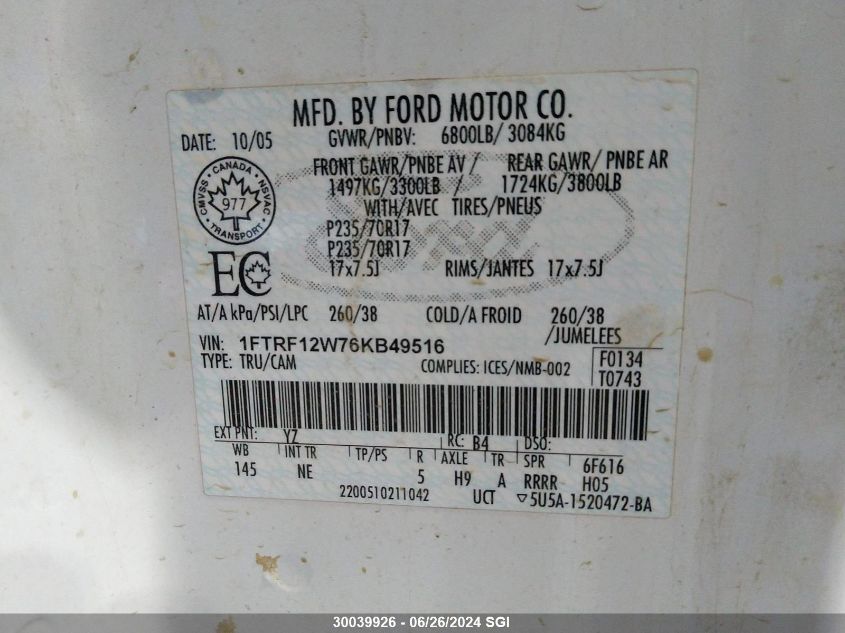 MFD. BY FORD MOTOR CO.
DATE: 10/05 GVWR/PNBV: 6800LB/ 3084KG
FRONT GAWR/PNBE AV / REAR GAWR/ PNBE AR
1497KG/3300LB / 1724KG/3800LB
WITH/AVEC TIRES/PNEUS
P235/70R17
P235/70R17
17x7.5J RIMS/JANTES 17x7.5J
CANADA
CMVSS NSVAC
977
TRANSPORT
EC
AT/A kPa/PSI/LPC 260/38 COLD/A FROID 260/38
/JUMELEES
VIN: 1FTRF12W76KB49516
TYPE: TRU/CAM COMPLIES: ICES/NMB-002 F0134
T0743
EXT PNT: YZ RC: B4 DSO:
WB INT TR TP/PS R AXLE TR SPR 6F616
145 NE 5 H9 A RRRR H05
2200510211042 UCT ▽5U5A-1520472-BA
30039926 - 06/26/2024 SGI